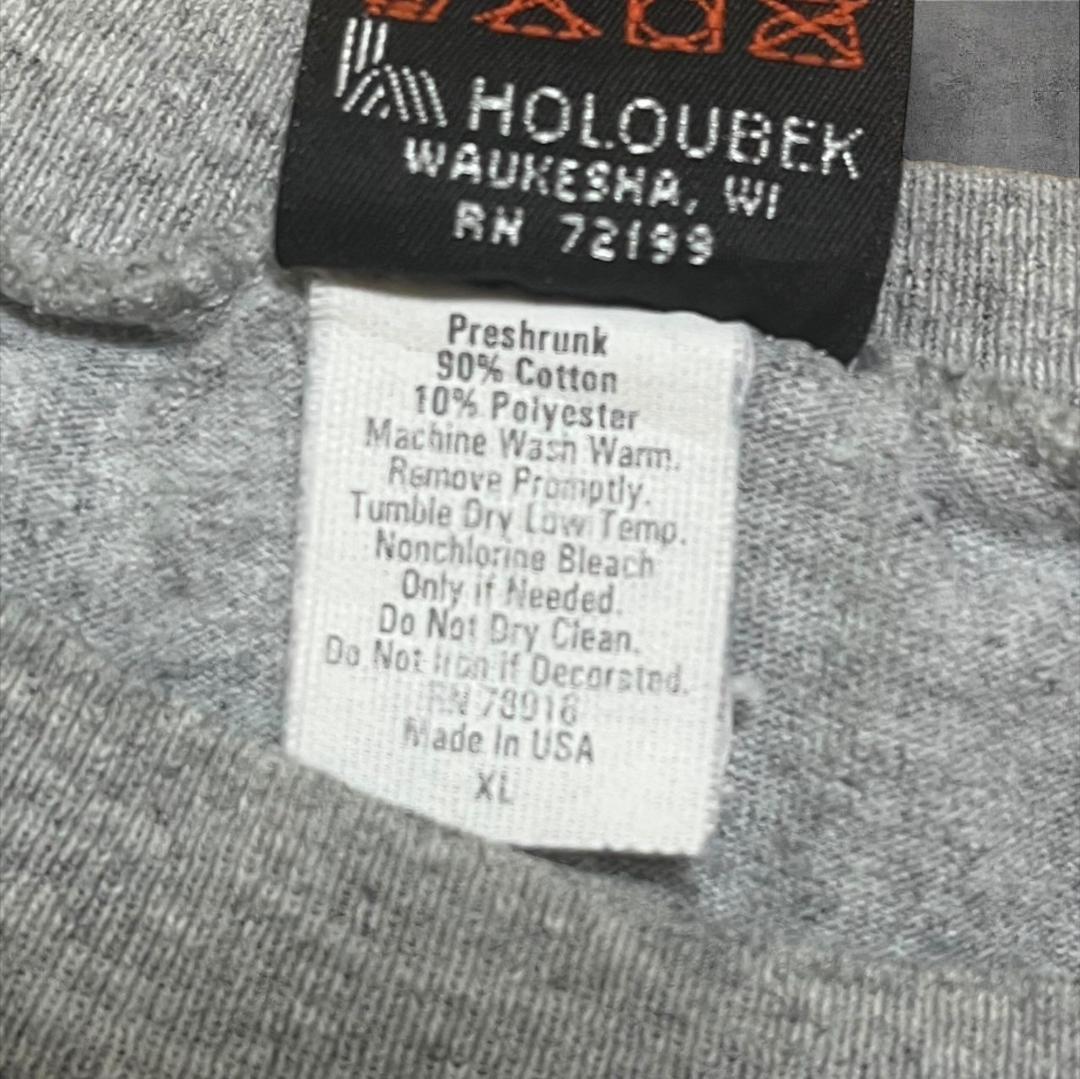 HOLOUBEK
WAUKESHA, WI
RN 72199
Preshrunk
90% Cotton
10% Polyester
Machine Wash Warm.
Remove Promptly.
Tumble Dry Low Temp.
Nonchlorine Bleach
Only if Needed.
Do Not Dry Clean.
Do Not Iron if Decorated.
RN
Made In USA
XL